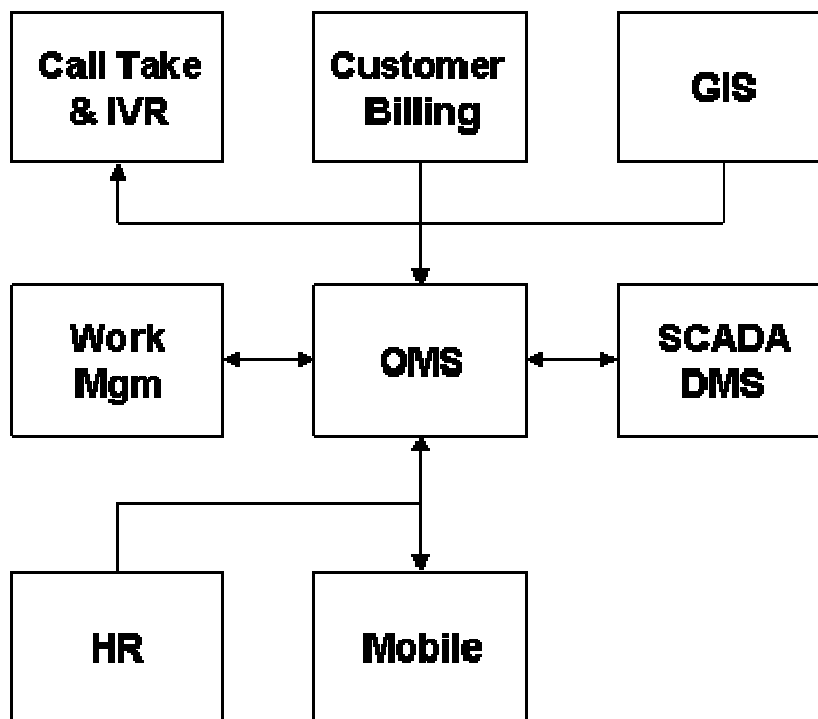 Call Take
& IVR
Customer
Billing
GIS
Work
Mgm
OMS
SCADA
DMS
HR
Mobile